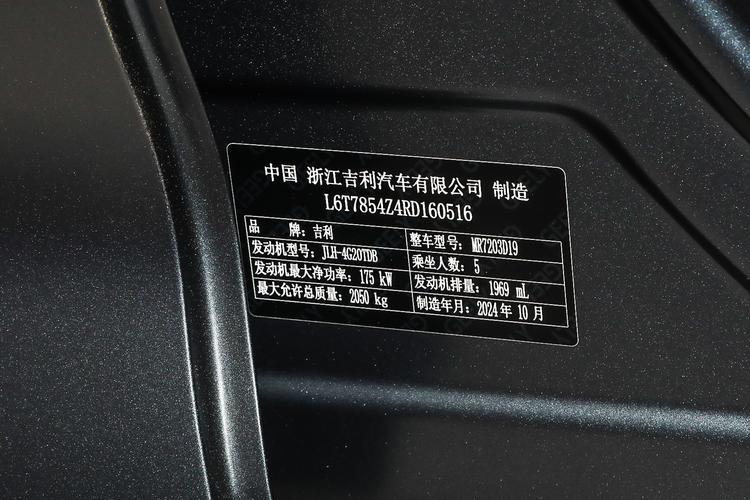 中国 浙江吉利汽车有限公司 制造
L6T7854Z4RD160516
品 牌：吉利 整车型号：MR7203D19
发动机型号：JLH-4G20TDB 乘坐人数：5
发动机最大净功率：175 kW 发动机排量：1969 mL
最大允许总质量：2050 kg 制造年月：2024 年 10 月